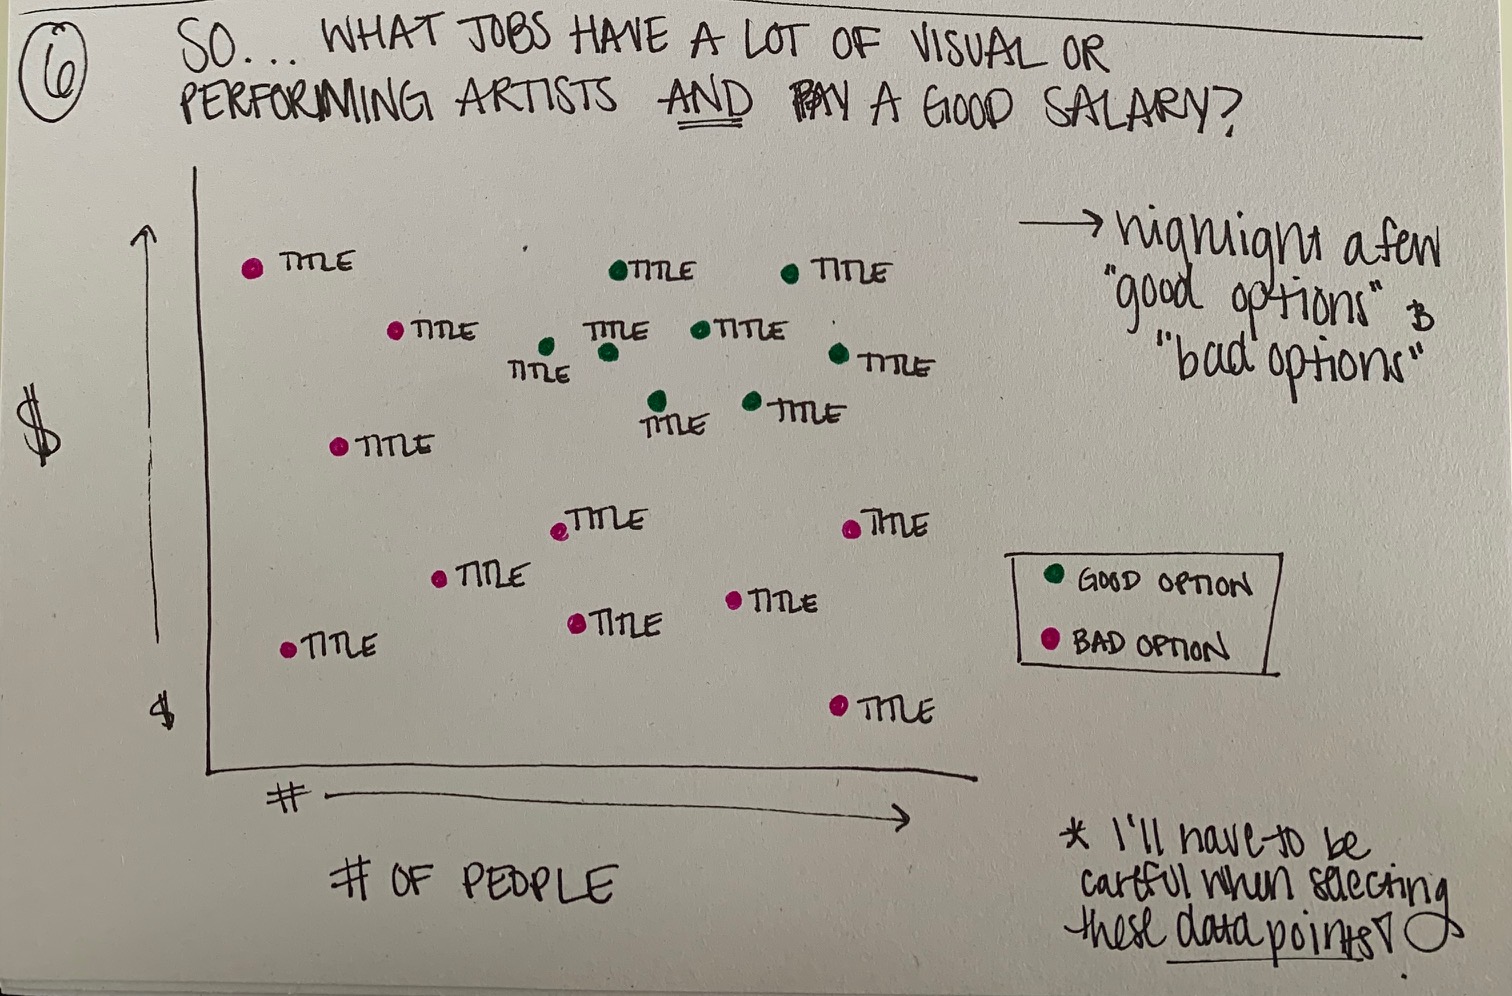 6
SO... WHAT JOBS HAVE A LOT OF VISUAL OR
PERFORMING ARTISTS AND PAY A GOOD SALARY?
→ highlight a few
"good options" &
"bad options"
TITLE
TITLE
TITLE
TITLE
TITLE
TITLE
TITLE
TITLE
TITLE
TITLE
TITLE
$
TITLE
TITLE
TITLE
TITLE
TITLE
TITLE
TITLE
$
GOOD OPTION
BAD OPTION
#
# OF PEOPLE
* I'll have to be
careful when selecting
these data points